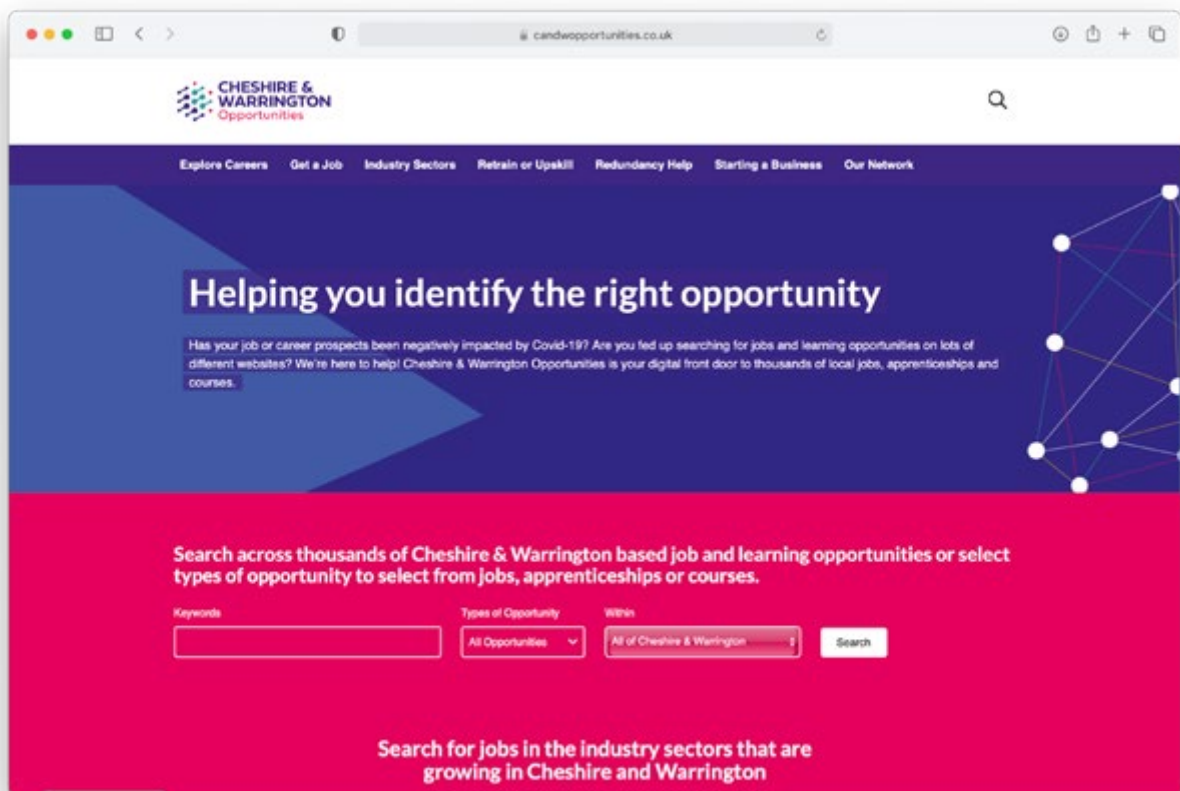 candwopportunities.co.uk
CHESHIRE &
WARRINGTON
Opportunities
Explore Careers Get a Job Industry Sectors Retrain or Upskill Redundancy Help Starting a Business Our Network
Helping you identify the right opportunity
Has your job or career prospects been negatively impacted by Covid-19? Are you fed up searching for jobs and learning opportunities on lots of
different websites? We're here to help! Cheshire & Warrington Opportunities is your digital front door to thousands of local jobs, apprenticeships and
courses.
Search across thousands of Cheshire & Warrington based job and learning opportunities or select
types of opportunity to select from jobs, apprenticeships or courses.
Keywords Types of Opportunity Within
All Opportunities All of Cheshire & Warrington Search
Search for jobs in the industry sectors that are
growing in Cheshire and Warrington